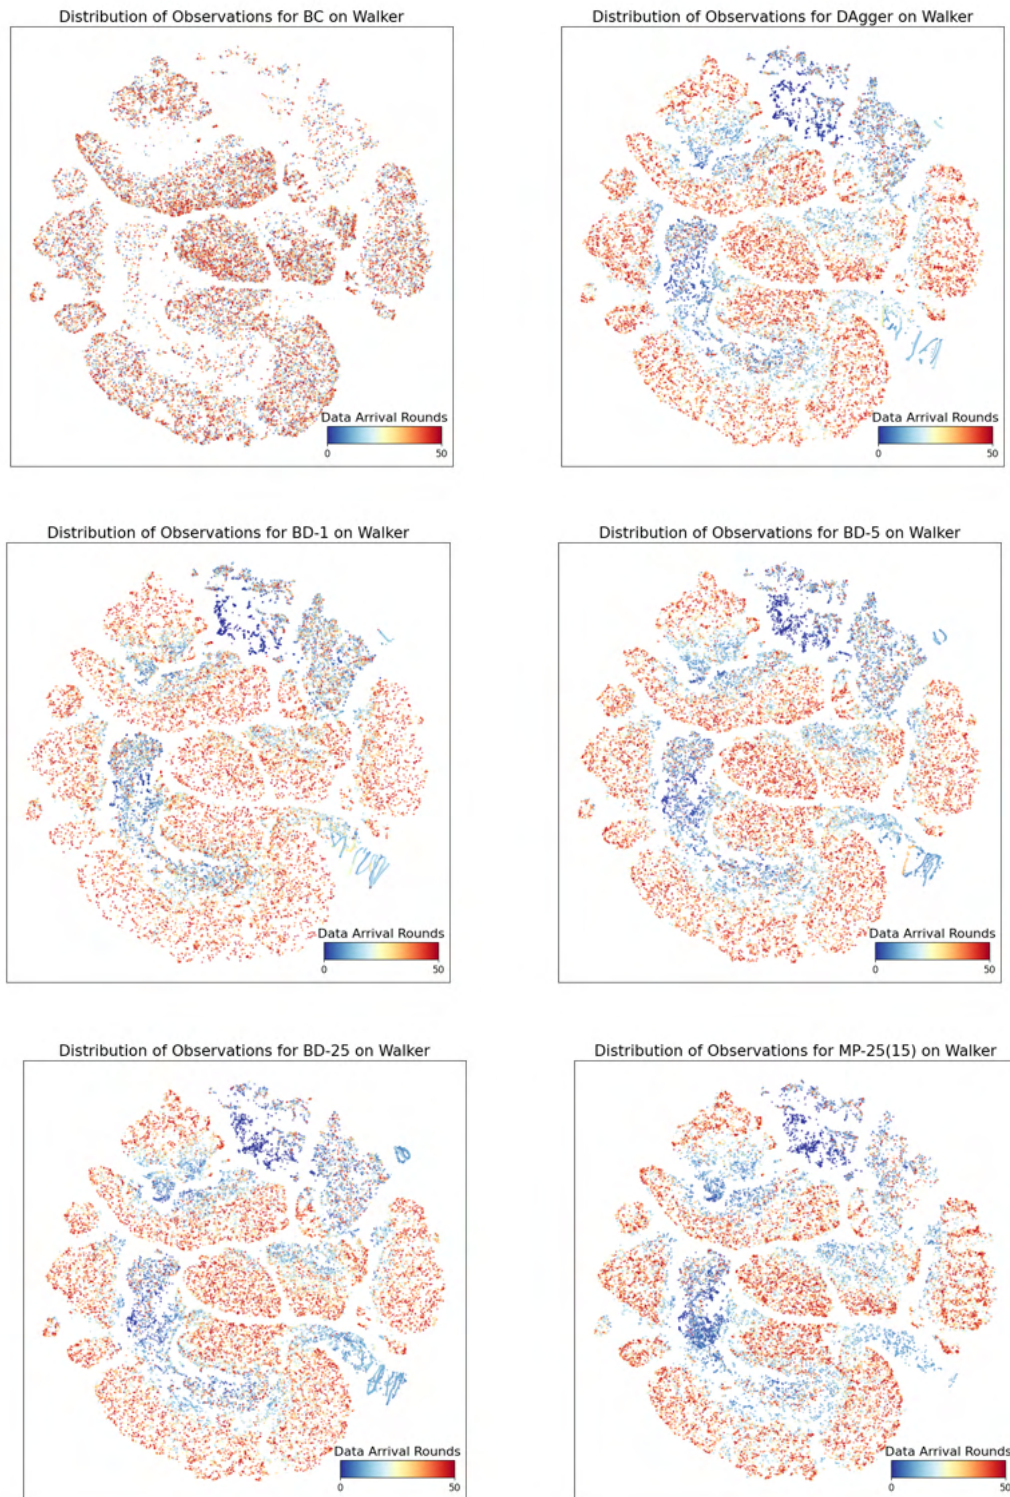 Distribution of Observations for BC on Walker
Data Arrival Rounds
0 50
Distribution of Observations for DAgger on Walker
Data Arrival Rounds
0 50
Distribution of Observations for BD-1 on Walker
Data Arrival Rounds
0 50
Distribution of Observations for BD-5 on Walker
Data Arrival Rounds
0 50
Distribution of Observations for BD-25 on Walker
Data Arrival Rounds
0 50
Distribution of Observations for MP-25(15) on Walker
Data Arrival Rounds
0 50